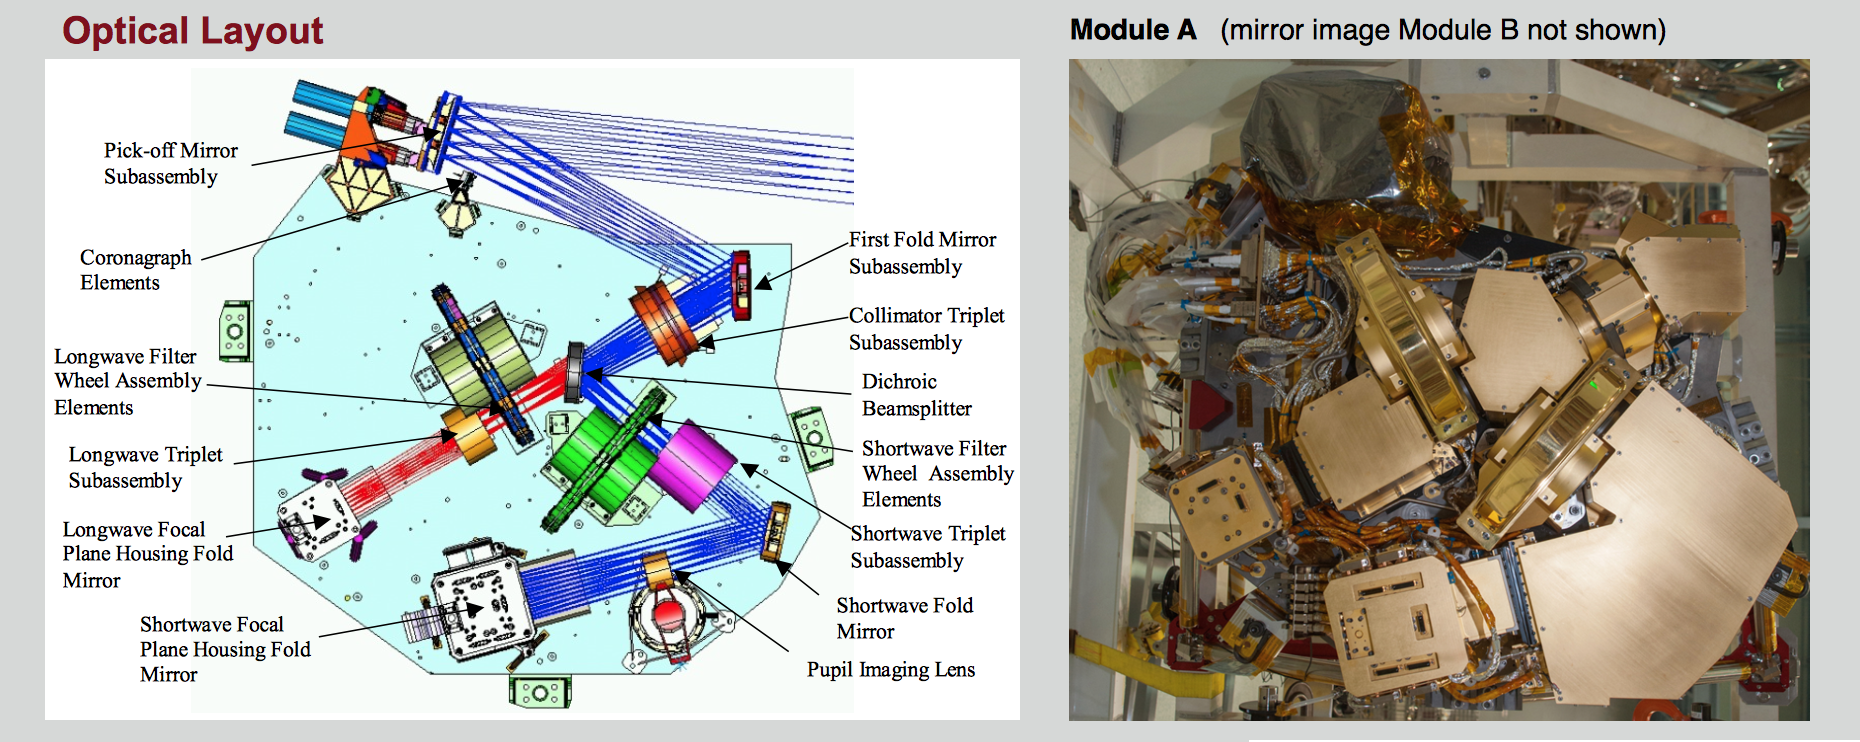 Optical Layout
Module A (mirror image Module B not shown)
Pick-off Mirror
Subassembly
Coronagraph
Elements
Longwave Filter
Wheel Assembly
Elements
Longwave Triplet
Subassembly
Longwave Focal
Plane Housing Fold
Mirror
Shortwave Focal
Plane Housing Fold
Mirror
First Fold Mirror
Subassembly
Collimator Triplet
Subassembly
Dichroic
Beamsplitter
Shortwave Filter
Wheel Assembly
Elements
Shortwave Triplet
Subassembly
Shortwave Fold
Mirror
Pupil Imaging Lens